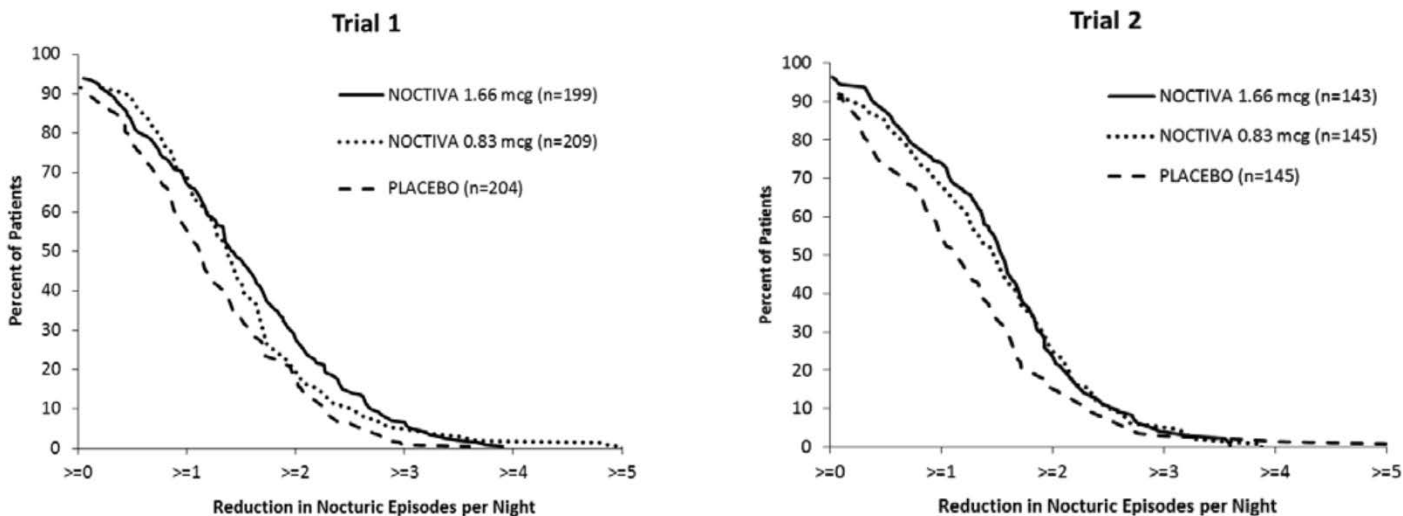 Trial 1
100
90
80
70
60
50
40
30
20
10
0
Percent of Patients
NOCTIVA 1.66 mcg (n=199)
NOCTIVA 0.83 mcg (n=209)
PLACEBO (n=204)
>=0 >=1 >=2 >=3 >=4 >=5
Reduction in Nocturic Episodes per Night
Trial 2
100
90
80
70
60
50
40
30
20
10
0
Percent of Patients
NOCTIVA 1.66 mcg (n=143)
NOCTIVA 0.83 mcg (n=145)
PLACEBO (n=145)
>=0 >=1 >=2 >=3 >=4 >=5
Reduction in Nocturic Episodes per Night